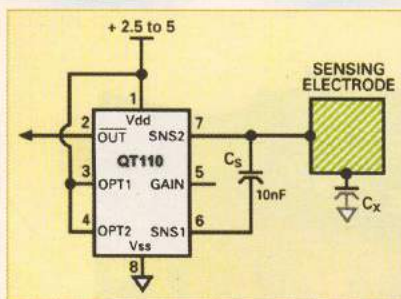 + 2.5 to 5
SENSING
ELECTRODE
1
Vdd
2
OUT
SNS2
7
QT110
CS
3
OPT1
GAIN
5
10nF
CX
4
OPT2
SNS1
6
Vss
8